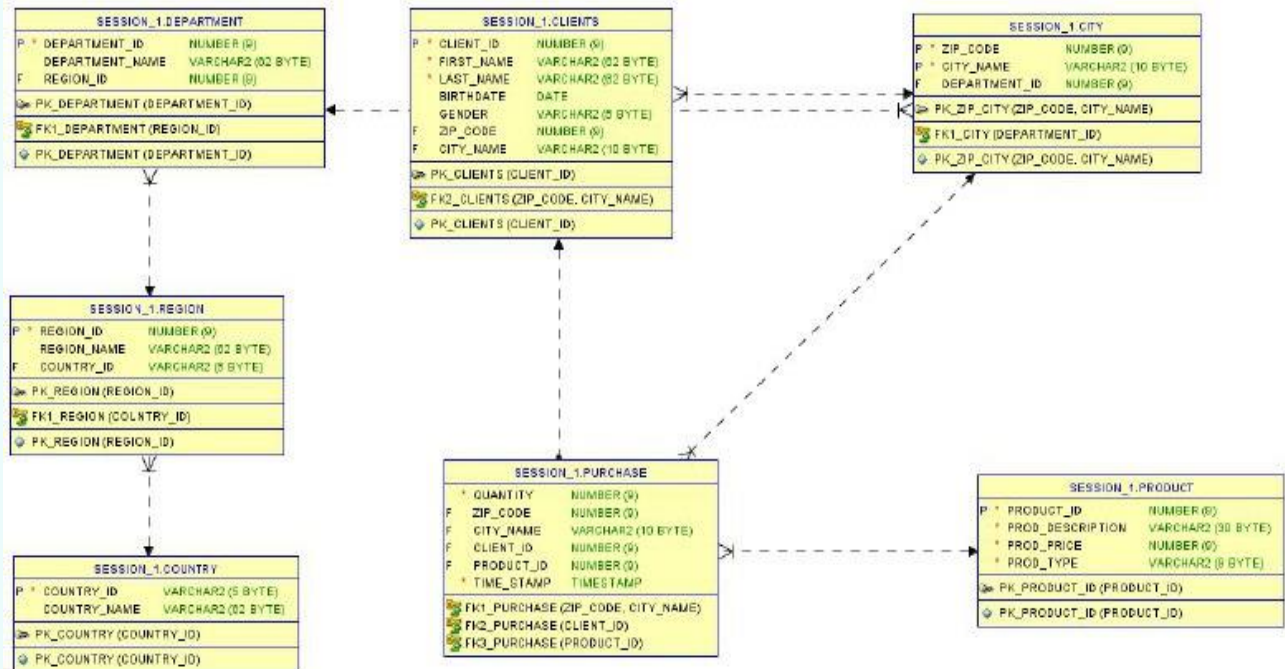 SESSION_1.DEPARTMENT
P * DEPARTMENT_ID NUMBER (9)
DEPARTMENT_NAME VARCHAR2 (62 BYTE)
F REGION_ID NUMBER (9)
PK_DEPARTMENT (DEPARTMENT_ID)
FK1_DEPARTMENT (REGION_ID)
PK_DEPARTMENT (DEPARTMENT_ID)
SESSION_1.CLIENTS
P * CLIENT_ID NUMBER (9)
* FIRST_NAME VARCHAR2 (62 BYTE)
* LAST_NAME VARCHAR2 (62 BYTE)
BIRTHDATE DATE
GENDER VARCHAR2 (5 BYTE)
F ZIP_CODE NUMBER (9)
F CITY_NAME VARCHAR2 (10 BYTE)
PK_CLIENTS (CLIENT_ID)
FK2_CLIENTS (ZIP_CODE, CITY_NAME)
PK_CLIENTS (CLIENT_ID)
SESSION_1.CITY
P * ZIP_CODE NUMBER (9)
P * CITY_NAME VARCHAR2 (10 BYTE)
F DEPARTMENT_ID NUMBER (9)
PK_ZIP_CITY (ZIP_CODE, CITY_NAME)
FK1_CITY (DEPARTMENT_ID)
PK_ZIP_CITY (ZIP_CODE, CITY_NAME)
SESSION_1.REGION
P * REGION_ID NUMBER (9)
REGION_NAME VARCHAR2 (62 BYTE)
F COUNTRY_ID VARCHAR2 (5 BYTE)
PK_REGION (REGION_ID)
FK1_REGION (COUNTRY_ID)
PK_REGION (REGION_ID)
SESSION_1.PURCHASE
* QUANTITY NUMBER (9)
F ZIP_CODE NUMBER (9)
F CITY_NAME VARCHAR2 (10 BYTE)
F CLIENT_ID NUMBER (9)
F PRODUCT_ID NUMBER (9)
* TIME_STAMP TIMESTAMP
FK1_PURCHASE (ZIP_CODE, CITY_NAME)
FK2_PURCHASE (CLIENT_ID)
FK3_PURCHASE (PRODUCT_ID)
SESSION_1.PRODUCT
P * PRODUCT_ID NUMBER (9)
* PROD_DESCRIPTION VARCHAR2 (30 BYTE)
* PROD_PRICE NUMBER (9)
* PROD_TYPE VARCHAR2 (9 BYTE)
PK_PRODUCT_ID (PRODUCT_ID)
PK_PRODUCT_ID (PRODUCT_ID)
SESSION_1.COUNTRY
P * COUNTRY_ID VARCHAR2 (5 BYTE)
COUNTRY_NAME VARCHAR2 (62 BYTE)
PK_COUNTRY (COUNTRY_ID)
PK_COUNTRY (COUNTRY_ID)